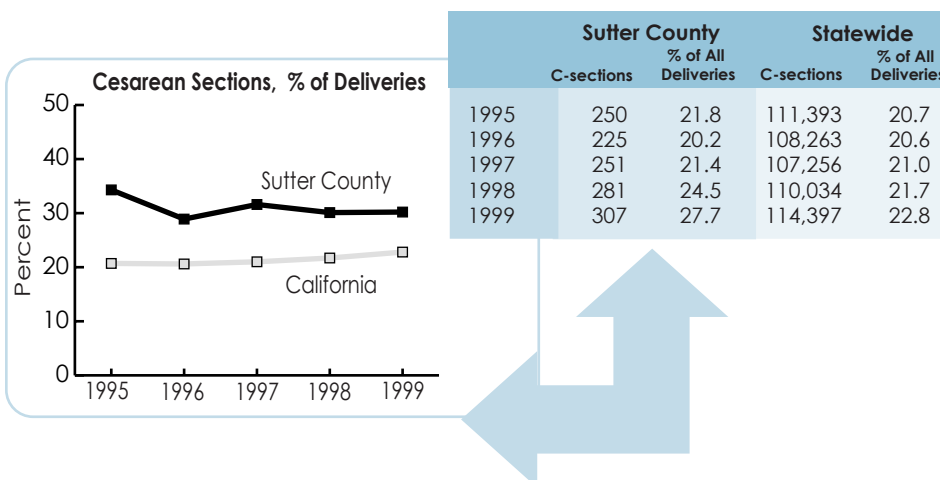 Cesarean Sections, % of Deliveries
50
40
30
20
10
0
Percent
Sutter County
California
1995 1996 1997 1998 1999
Sutter County Statewide
% of All % of All
C-sections Deliveries C-sections Deliveries
1995 250 21.8 111,393 20.7
1996 225 20.2 108,263 20.6
1997 251 21.4 107,256 21.0
1998 281 24.5 110,034 21.7
1999 307 27.7 114,397 22.8